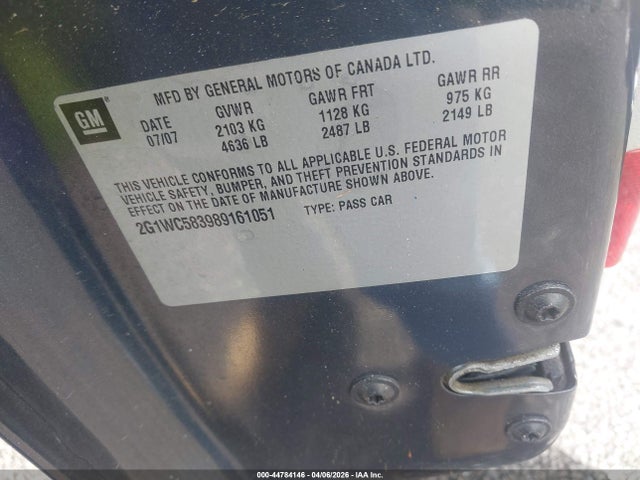 MFD BY GENERAL MOTORS OF CANADA LTD.
GM
®
DATE GVWR GAWR FRT GAWR RR
07/07 2103 KG 1128 KG 975 KG
4636 LB 2487 LB 2149 LB
THIS VEHICLE CONFORMS TO ALL APPLICABLE U.S. FEDERAL MOTOR
VEHICLE SAFETY, BUMPER, AND THEFT PREVENTION STANDARDS IN
EFFECT ON THE DATE OF MANUFACTURE SHOWN ABOVE.
2G1WC583989161051 TYPE: PASS CAR
000-44784146 - 04/06/2026 - IAA Inc.